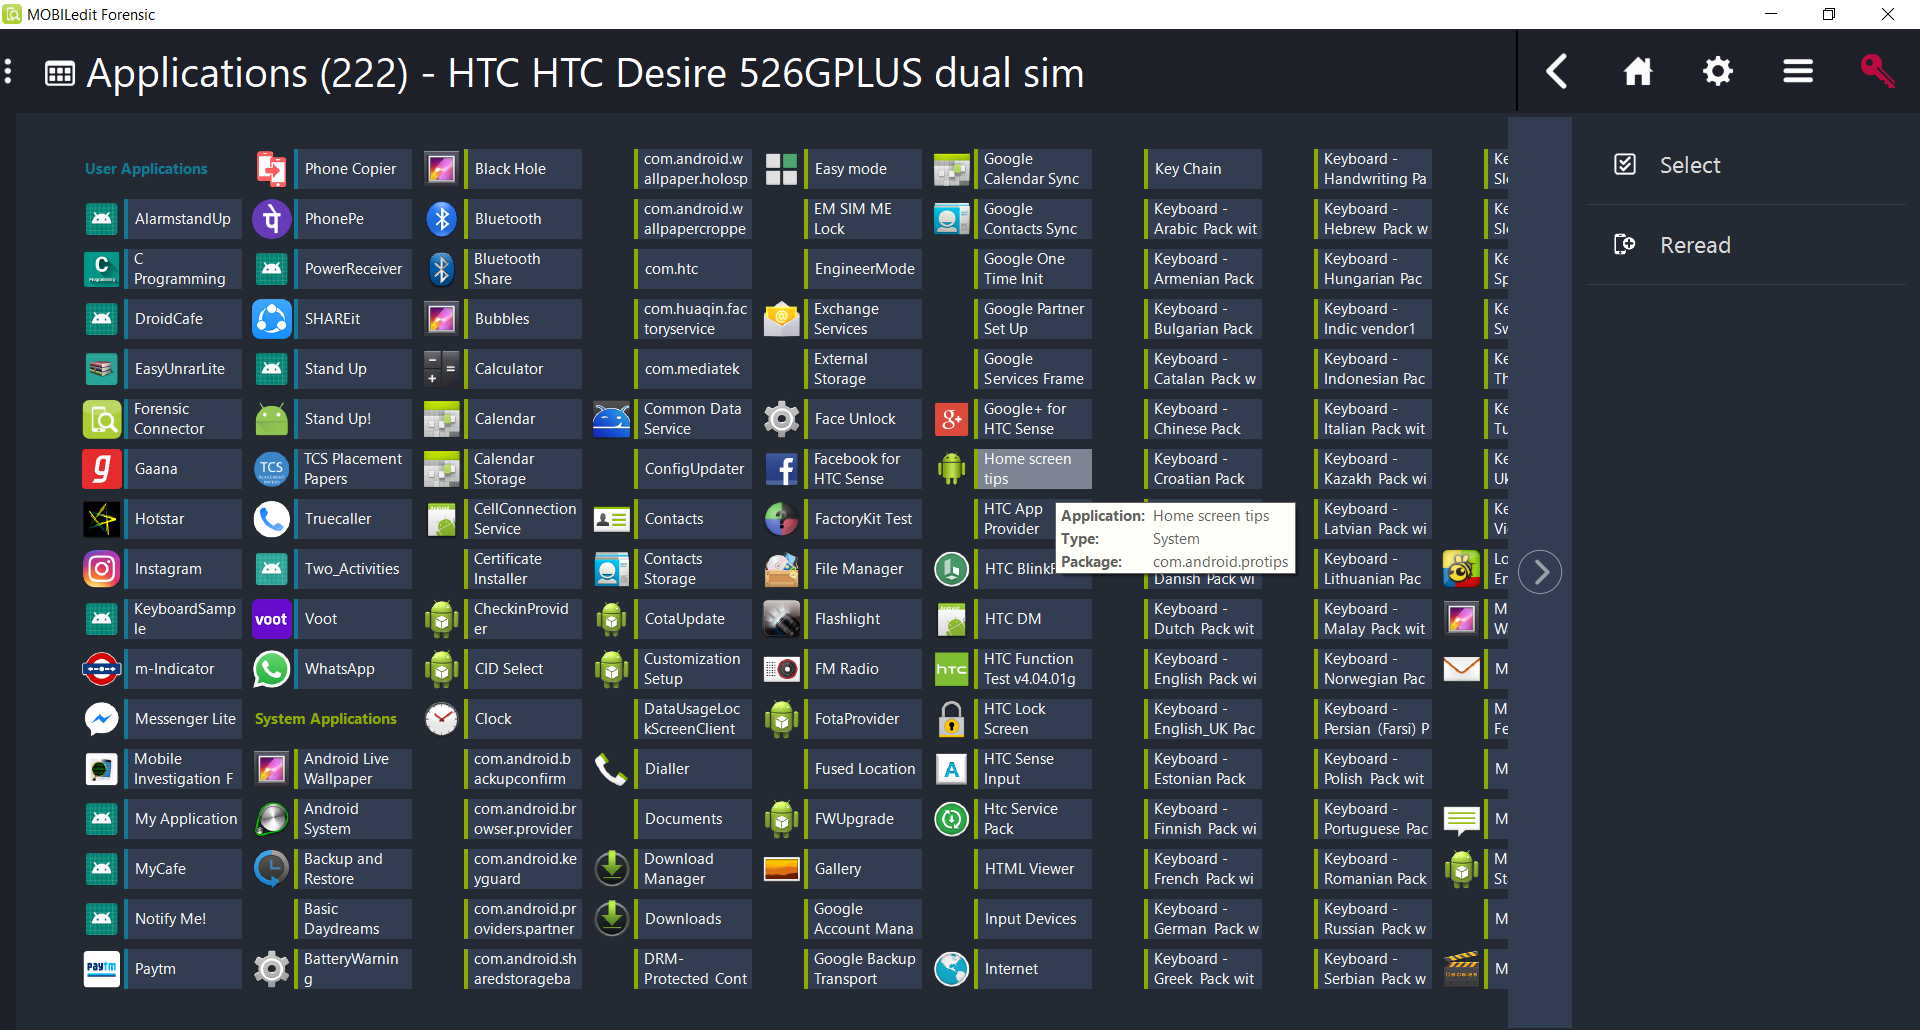 MOBILedit Forensic
Applications (222) - HTC HTC Desire 526GPLUS dual sim
Select
Reread
User Applications
AlarmstandUp
C
Programming
DroidCafe
EasyUnrarLite
Forensic
Connector
Gaana
Hotstar
Instagram
KeyboardSamp
le
m-Indicator
Messenger Lite
Mobile
Investigation F
My Application
MyCafe
Notify Me!
Paytm
Phone Copier
PhonePe
PowerReceiver
SHAREit
Stand Up
Stand Up!
TCS Placement
Papers
Truecaller
Two_Activities
Voot
WhatsApp
System Applications
Android Live
Wallpaper
Android
System
Backup and
Restore
Basic
Daydreams
BatteryWarnin
g
Black Hole
Bluetooth
Bluetooth
Share
Bubbles
Calculator
Calendar
Calendar
Storage
CellConnection
Service
Certificate
Installer
CheckinProvid
er
CID Select
Clock
com.android.b
ackupconfirm
com.android.br
owser.provider
com.android.ke
yguard
com.android.pr
oviders.partner
com.android.sh
aredstorageba
com.android.w
allpaper.holosp
com.android.w
allpapercroppe
com.htc
com.huaqin.fac
toryservice
com.mediatek
Common Data
Service
ConfigUpdater
Contacts
Contacts
Storage
CotaUpdate
Customization
Setup
DataUsageLoc
kScreenClient
Dialler
Documents
Download
Manager
Downloads
DRM-
Protected Cont
Easy mode
EM SIM ME
Lock
EngineerMode
Exchange
Services
External
Storage
Face Unlock
Facebook for
HTC Sense
FactoryKit Test
File Manager
Flashlight
FM Radio
FotaProvider
Fused Location
FWUpgrade
Gallery
Google
Account Mana
Google Backup
Transport
Google
Calendar Sync
Google
Contacts Sync
Google One
Time Init
Google Partner
Set Up
Google
Services Frame
Google+ for
HTC Sense
Home screen
tips
HTC App
Provider
HTC BlinkF
HTC DM
HTC Function
Test v4.04.01g
HTC Lock
Screen
HTC Sense
Input
Htc Service
Pack
HTML Viewer
Input Devices
Internet
Key Chain
Keyboard -
Arabic Pack wit
Keyboard -
Armenian Pack
Keyboard -
Bulgarian Pack
Keyboard -
Catalan Pack w
Keyboard -
Chinese Pack
Keyboard -
Croatian Pack
Application: Home screen tips
Type: System
Package: com.android.protips
Danish Pack wi
Keyboard -
Dutch Pack wit
Keyboard -
English Pack wi
Keyboard -
English_UK Pac
Keyboard -
Estonian Pack
Keyboard -
Finnish Pack wi
Keyboard -
French Pack wi
Keyboard -
German Pack w
Keyboard -
Greek Pack wit
Keyboard -
Handwriting Pa
Keyboard -
Hebrew Pack w
Keyboard -
Hungarian Pac
Keyboard -
Indic vendor1
Keyboard -
Indonesian Pac
Keyboard -
Italian Pack wit
Keyboard -
Kazakh Pack wi
Keyboard -
Latvian Pack wi
Keyboard -
Lithuanian Pac
Keyboard -
Malay Pack wit
Keyboard -
Norwegian Pac
Keyboard -
Persian (Farsi) P
Keyboard -
Polish Pack wit
Keyboard -
Portuguese Pac
Keyboard -
Romanian Pack
Keyboard -
Russian Pack w
Keyboard -
Serbian Pack w